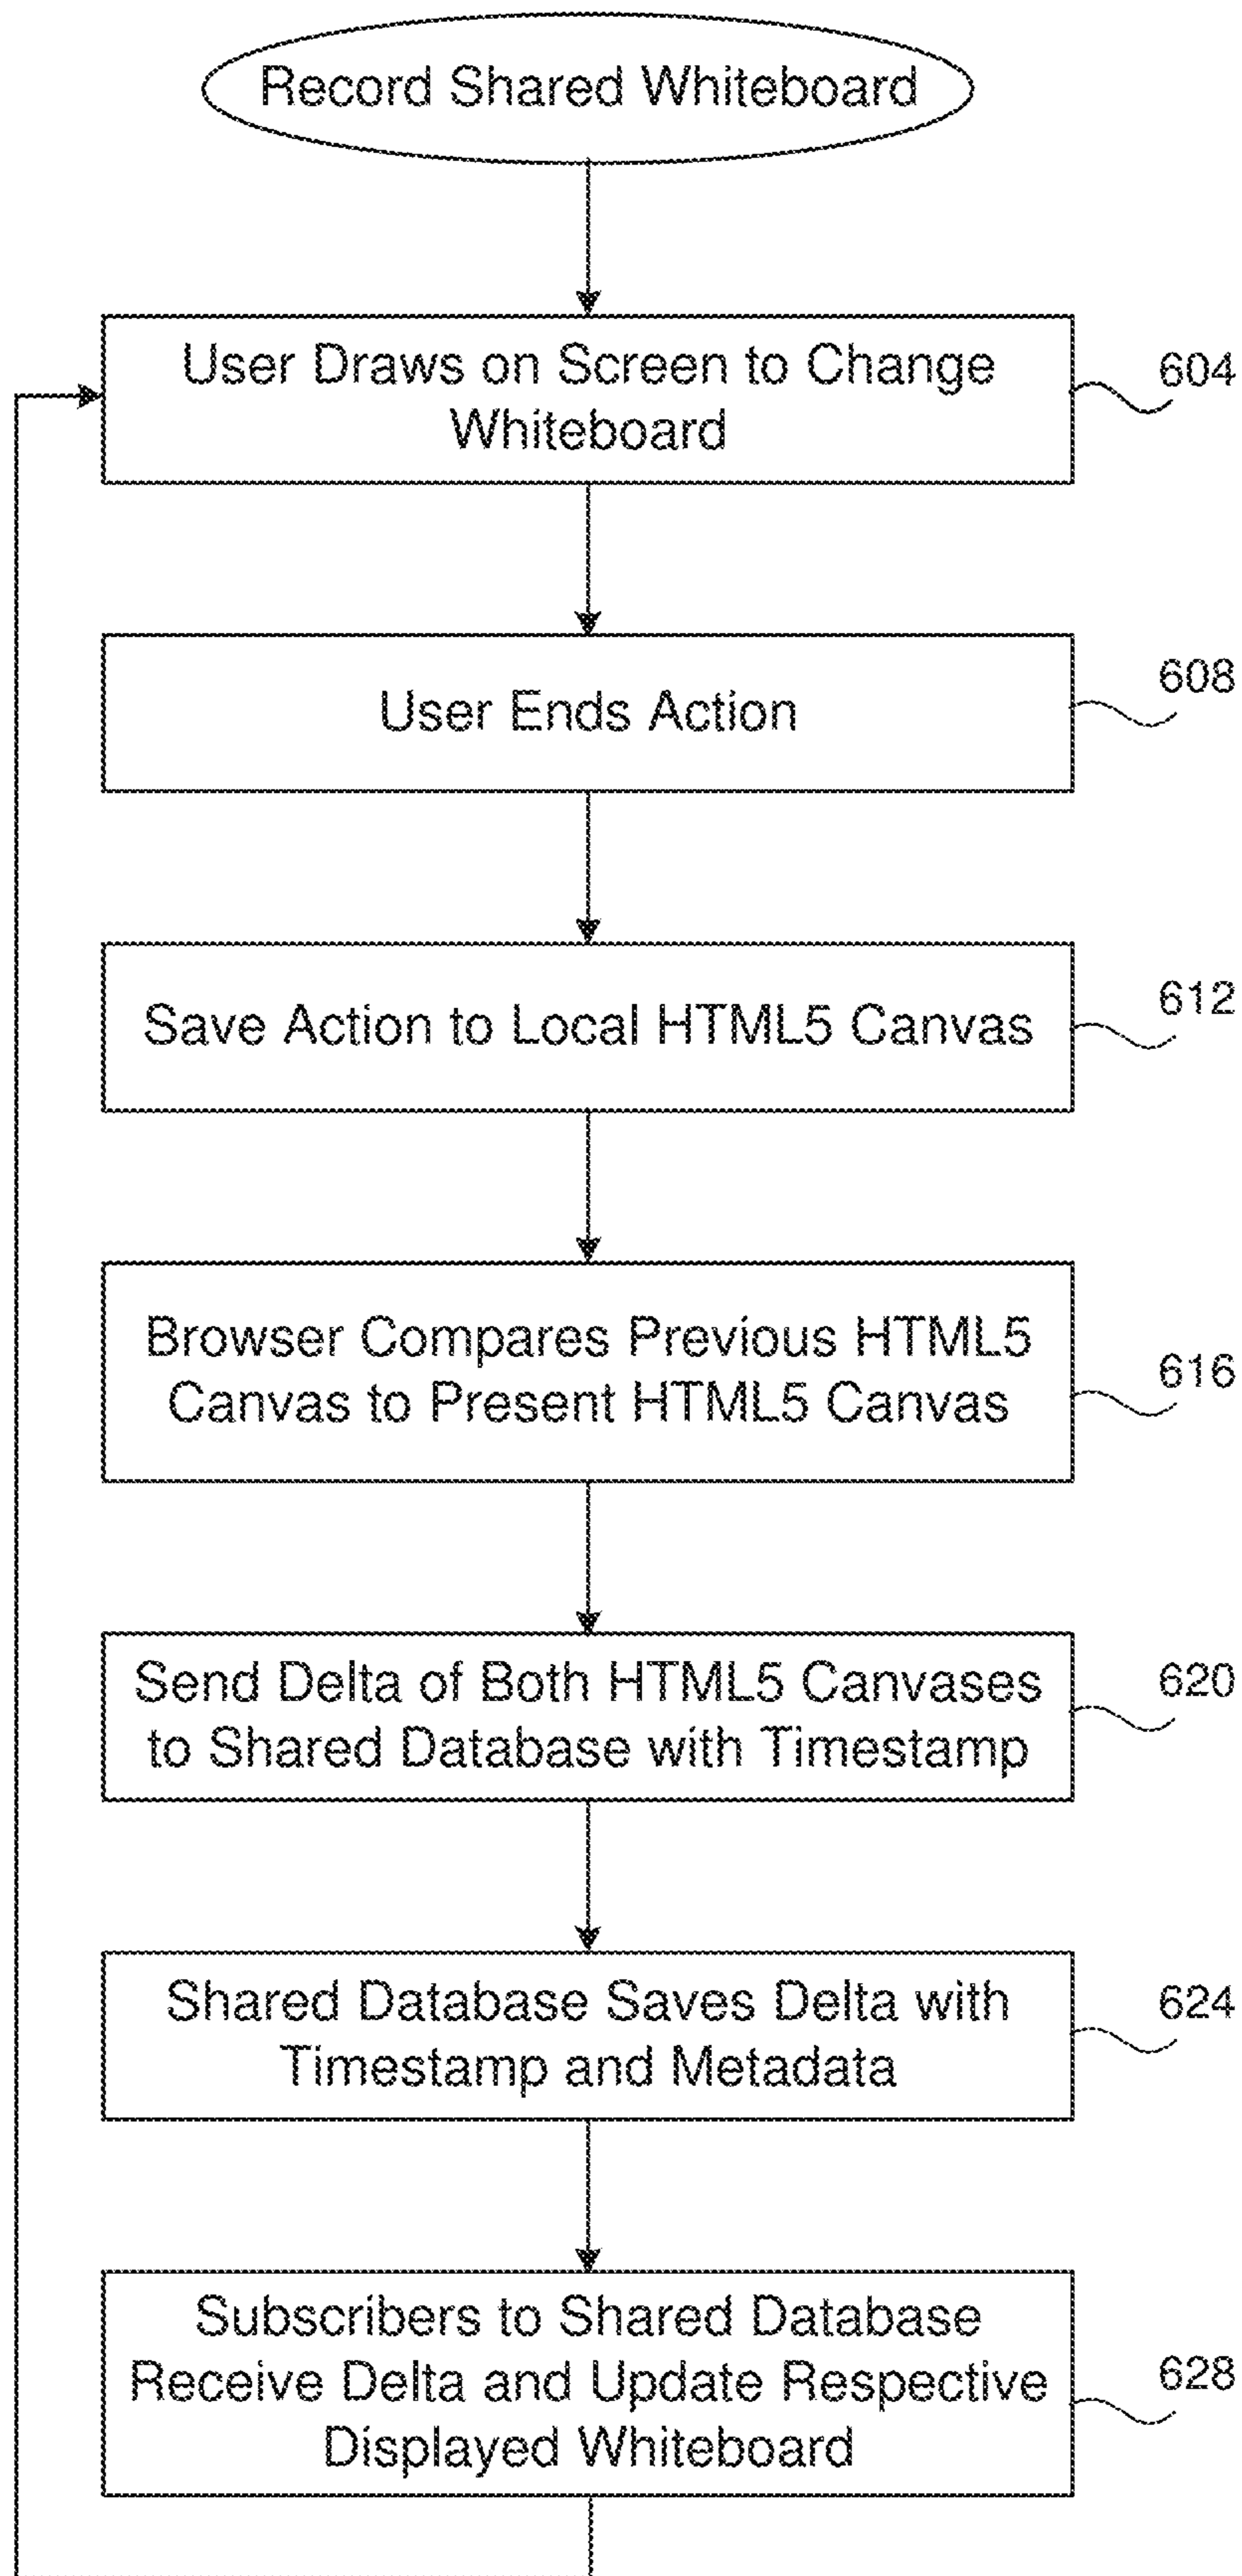 Record Shared Whiteboard
User Draws on Screen to Change
Whiteboard
604
User Ends Action
608
Save Action to Local HTML5 Canvas
612
Browser Compares Previous HTML5
Canvas to Present HTML5 Canvas
616
Send Delta of Both HTML5 Canvases
to Shared Database with Timestamp
620
Shared Database Saves Delta with
Timestamp and Metadata
624
Subscribers to Shared Database
Receive Delta and Update Respective
Displayed Whiteboard
628